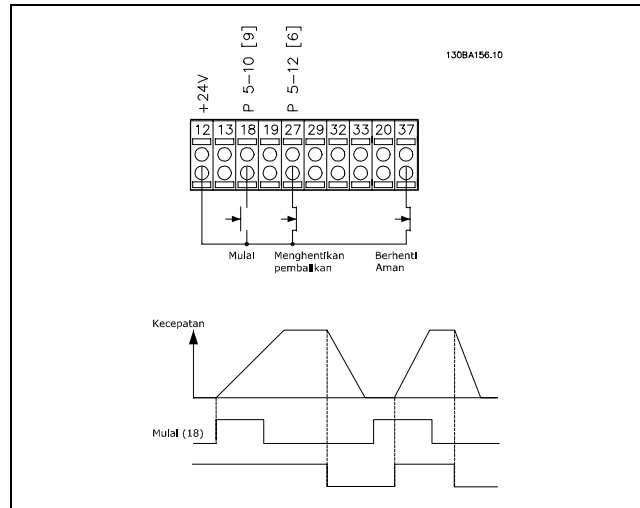 130BA156.10
+24V
P 5-10 [9]
P 5-12 [6]
12 13 18 19 27 29 32 33 20 37
Mulai
Menghentikan
pembalikan
Berhenti
Aman
Kecepatan
Mulai (18)